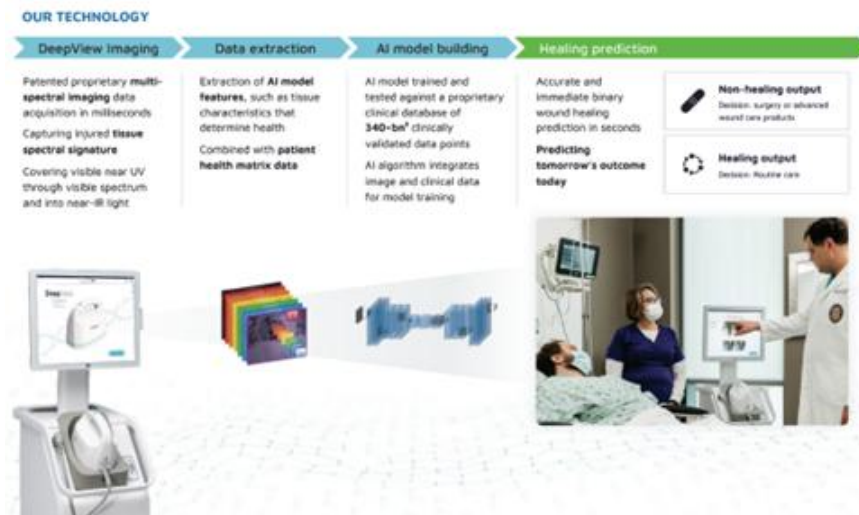 OUR TECHNOLOGY
DeepView Imaging
Data extraction
AI model building
Healing prediction
Patented proprietary multi-
spectral imaging data
acquisition in milliseconds
Capturing injured tissue
spectral signature
Covering visible near UV
through visible spectrum
and into near-IR light
Extraction of AI model
features, such as tissue
characteristics that
determine health
Combined with patient
health matrix data
AI model trained and
tested against a proprietary
clinical database of
340-bn² clinically
validated data points
AI algorithm integrates
image and clinical data
for model training
Accurate and
immediate binary
wound healing
prediction in seconds
Predicting
tomorrow's outcome
today
Non-healing output
Decision: surgery or advanced
wound care products
Healing output
Decision: Routine care